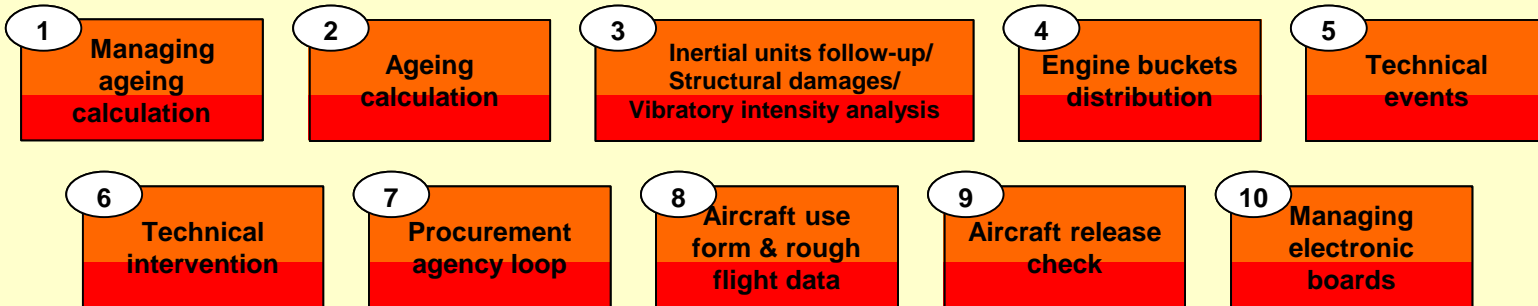 1
Managing
ageing
calculation
2
Ageing
calculation
3
Inertial units follow-up/
Structural damages/
Vibratory intensity analysis
4
Engine buckets
distribution
5
Technical
events
6
Technical
intervention
7
Procurement
agency loop
8
Aircraft use
form & rough
flight data
9
Aircraft release
check
10
Managing
electronic
boards